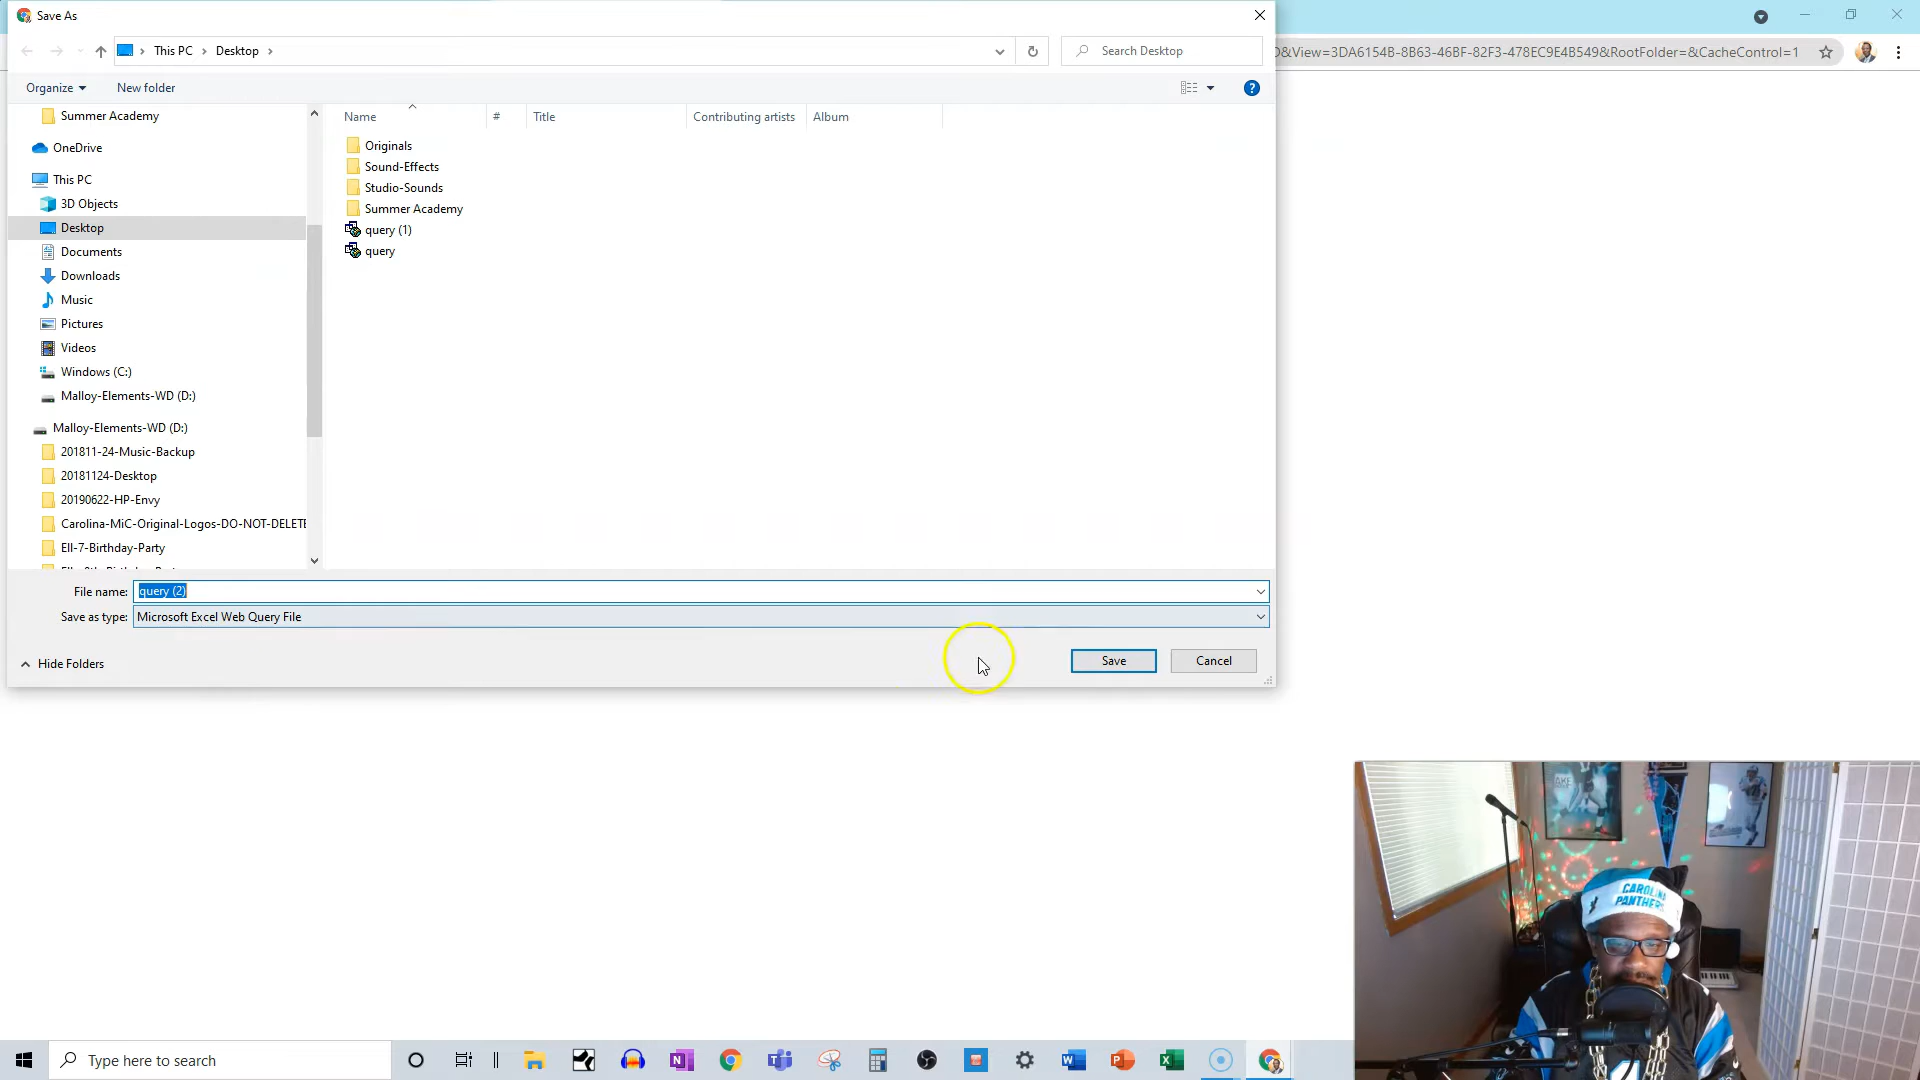 Save As
This PC
Desktop
Search Desktop
D&View=3DA6154B-8B63-46BF-82F3-478EC9E4B549&RootFolder=&CacheControl=1
Organize
New folder
Summer Academy
OneDrive
This PC
3D Objects
Desktop
Documents
Downloads
Music
Pictures
Videos
Windows (C:)
Malloy-Elements-WD (D:)
Malloy-Elements-WD (D:)
201811-24-Music-Backup
20181124-Desktop
20190622-HP-Envy
Carolina-MiC-Original-Logos-DO-NOT-DELETE
Ell-7-Birthday-Party
Name
#
Title
Contributing artists
Album
Originals
Sound-Effects
Studio-Sounds
Summer Academy
query (1)
query
File name:
query (2)
Save as type:
Microsoft Excel Web Query File
Hide Folders
Save
Cancel
CAROLINA
PANTHERS
Type here to search